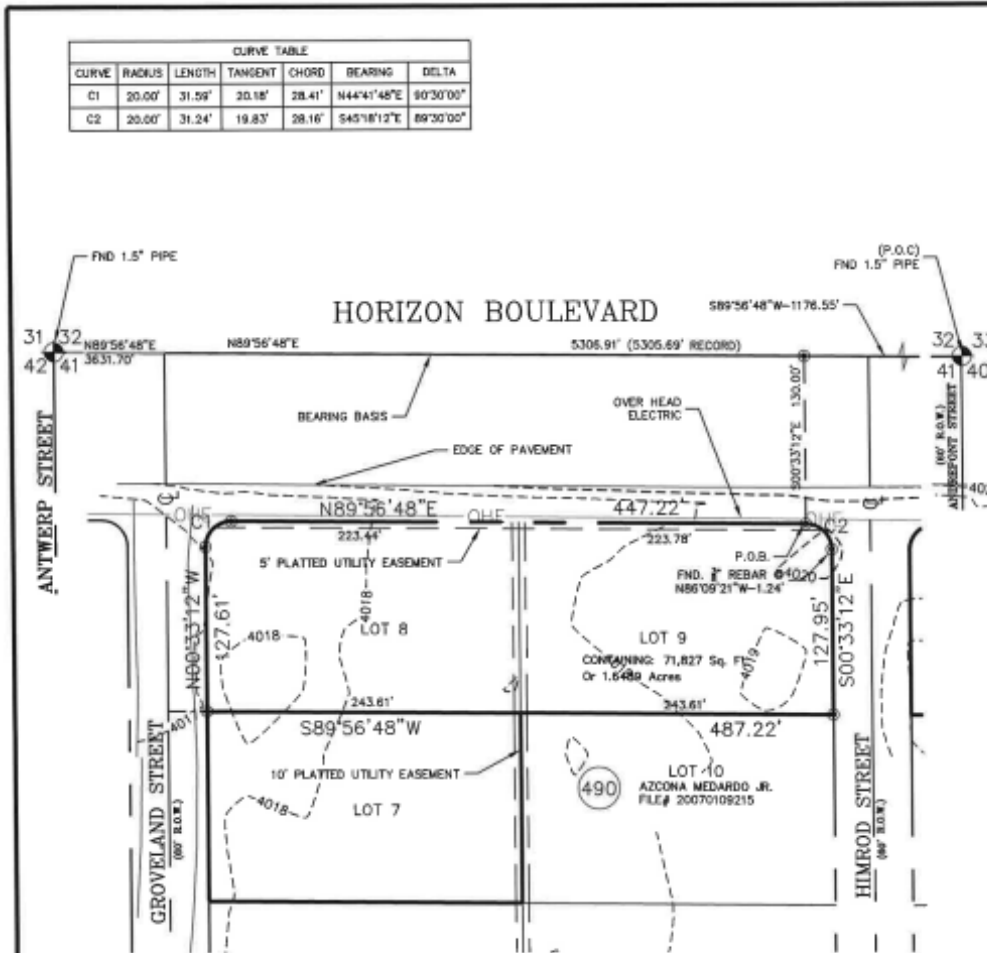 CURVE TABLE
CURVE RADIUS LENGTH TANGENT CHORD BEARING DELTA
C1 20.00' 31.59' 20.18' 28.41' N44°41'48"E 90°30'00"
C2 20.00' 31.24' 19.83' 28.16' S45°18'12"E 89°30'00"
FND 1.5" PIPE
(P.O.C)
FND 1.5" PIPE
HORIZON BOULEVARD
S89°56'48"W-1176.55'
31 32
42 41
N89°56'48"E
3631.70'
N89°56'48"E
5306.91' (5305.69' RECORD)
32 33
41 40
BEARING BASIS
OVER HEAD
ELECTRIC
S00°33'12"E 130.00'
ANTWERP STREET
(60' R.O.W.)
EDGE OF PAVEMENT
OHE
C1
N89°56'48"E
OHE
447.22'
C2
223.44'
223.78'
5' PLATTED UTILITY EASEMENT
P.O.B.
FND. REBAR
N86°09'21"W-1.24'
4020
N00°33'12"W
127.61'
4018
4018
LOT 8
LOT 9
CONTAINING: 71,827 Sq. Ft
Or 1.6489 Acres
4019
127.95'
S00°33'12"E
4017
243.61'
243.61'
S89°56'48"W
487.22'
10' PLATTED UTILITY EASEMENT
4018
LOT 7
490
LOT 10
AZCONA MEDARDO JR.
FILE# 20070109215
GROVELAND STREET
(60' R.O.W.)
HIMROD STREET
(60' R.O.W.)